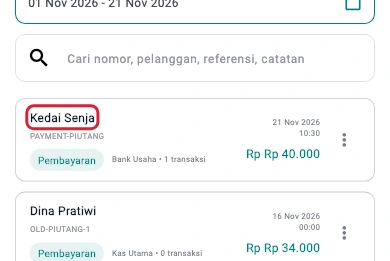 01 Nov 2026 - 21 Nov 2026
Cari nomor, pelanggan, referensi, catatan
Kedai Senja
21 Nov 2026
PAYMENT-PIUTANG
10:30
Pembayaran
Bank Usaha • 1 transaksi
Rp Rp 40.000
Dina Pratiwi
16 Nov 2026
OLD-PIUTANG-1
00:00
Pembayaran
Kas Utama • 0 transaksi
Rp Rp 34.000